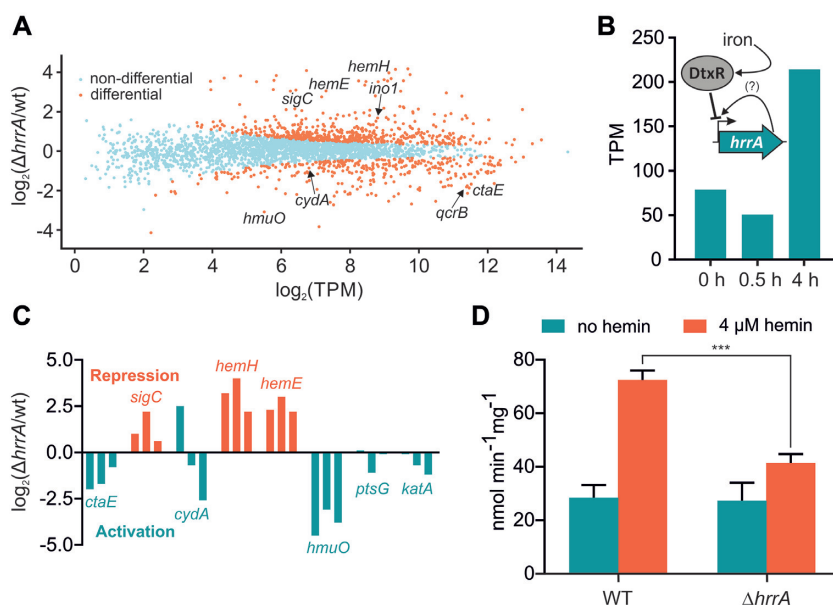 A
non-differential
differential
hemH
hemE
ino1
sigC
cydA
hmuO
ctaE
qcrB
log2(ΔhrrA/wt)
4
2
0
-2
-4
0
2
4
6
8
10
12
14
log2(TPM)
B
iron
DtxR
(?)
hrrA
TPM
250
200
150
100
50
0
0 h
0.5 h
4 h
C
Repression
sigC
hemH
hemE
ctaE
cydA
hmuO
ptsG
katA
Activation
log2(ΔhrrA/wt)
5.0
2.5
0.0
-2.5
-5.0
D
no hemin
4 µM hemin
***
nmol min-1mg-1
80
60
40
20
0
WT
ΔhrrA